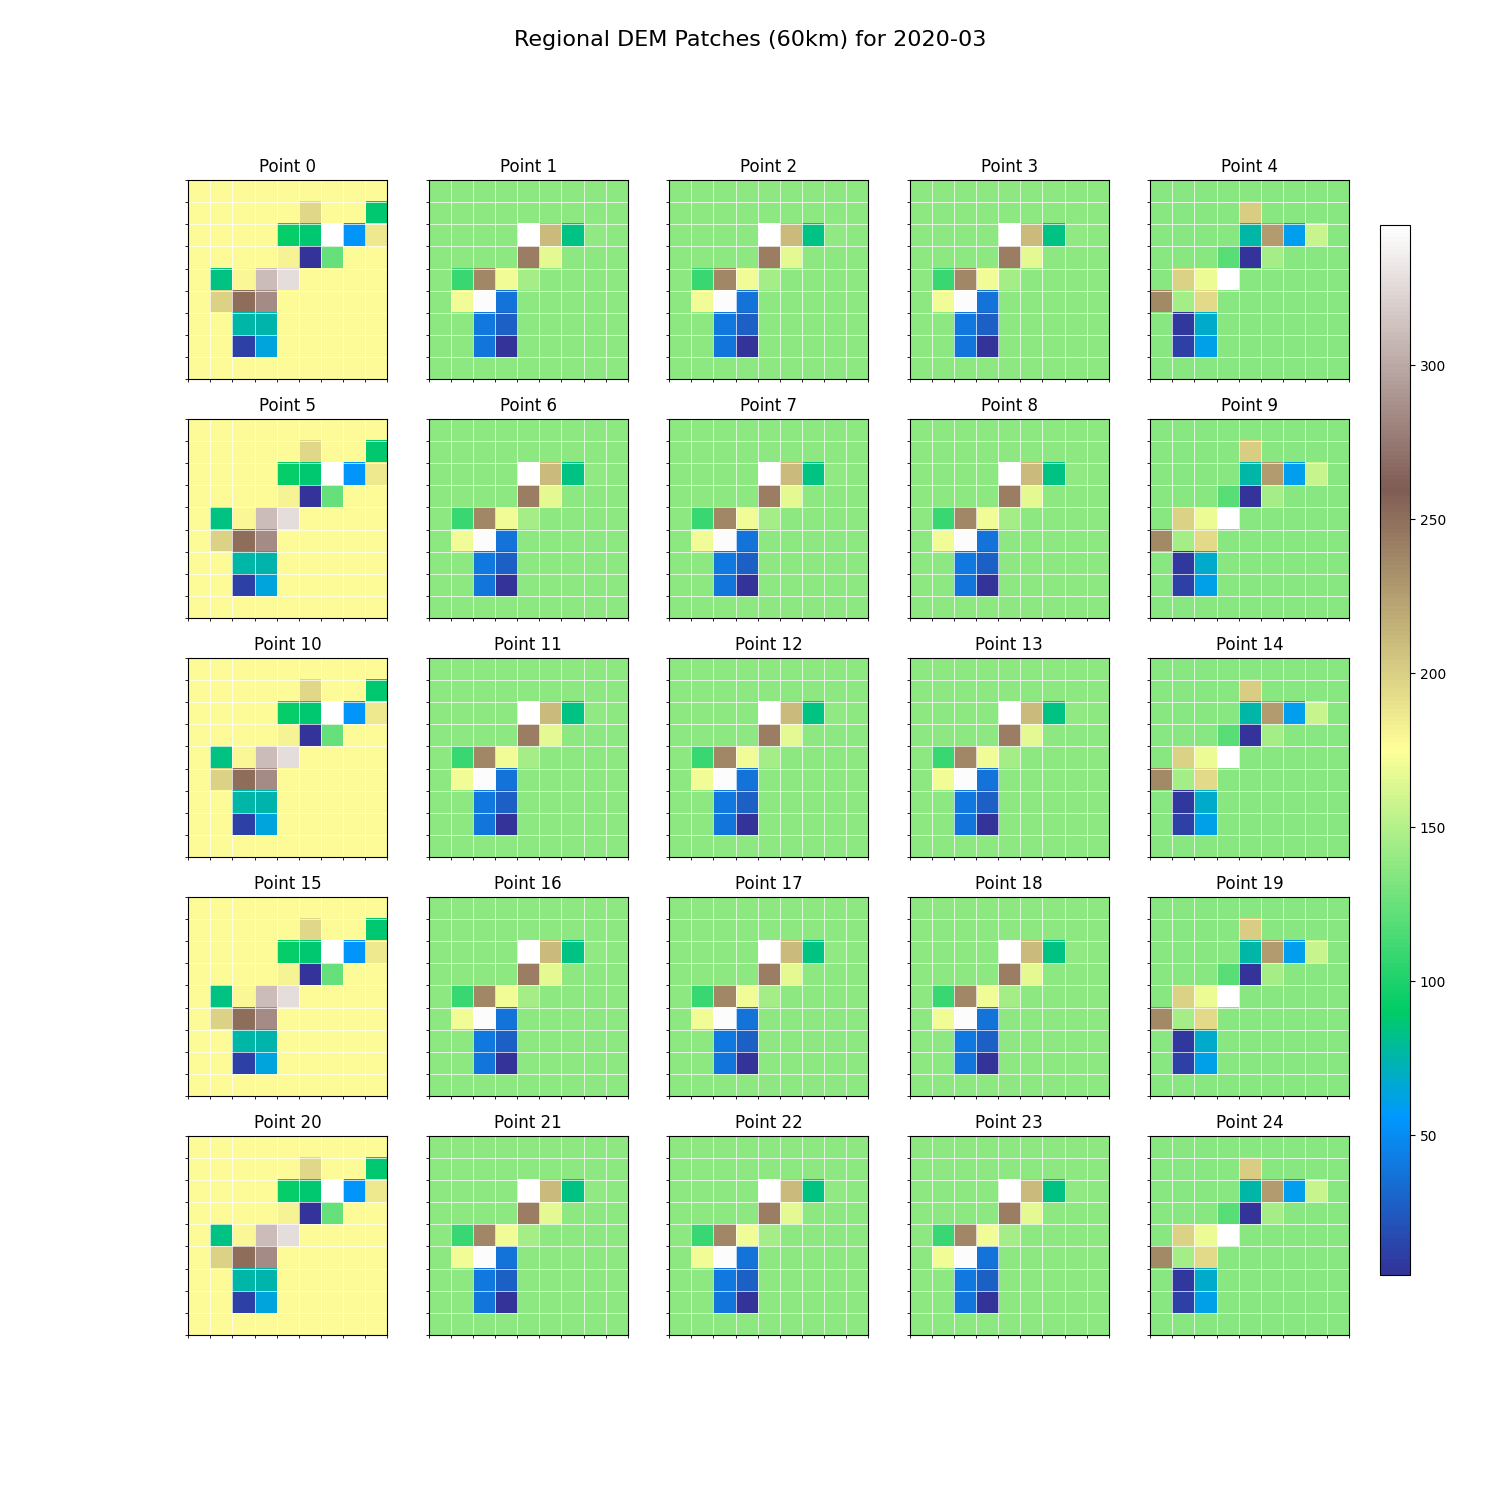 Regional DEM Patches (60km) for 2020-03
Point 0 Point 1 Point 2 Point 3 Point 4
Point 5 Point 6 Point 7 Point 8 Point 9
Point 10 Point 11 Point 12 Point 13 Point 14
Point 15 Point 16 Point 17 Point 18 Point 19
Point 20 Point 21 Point 22 Point 23 Point 24
300
250
200
150
100
50